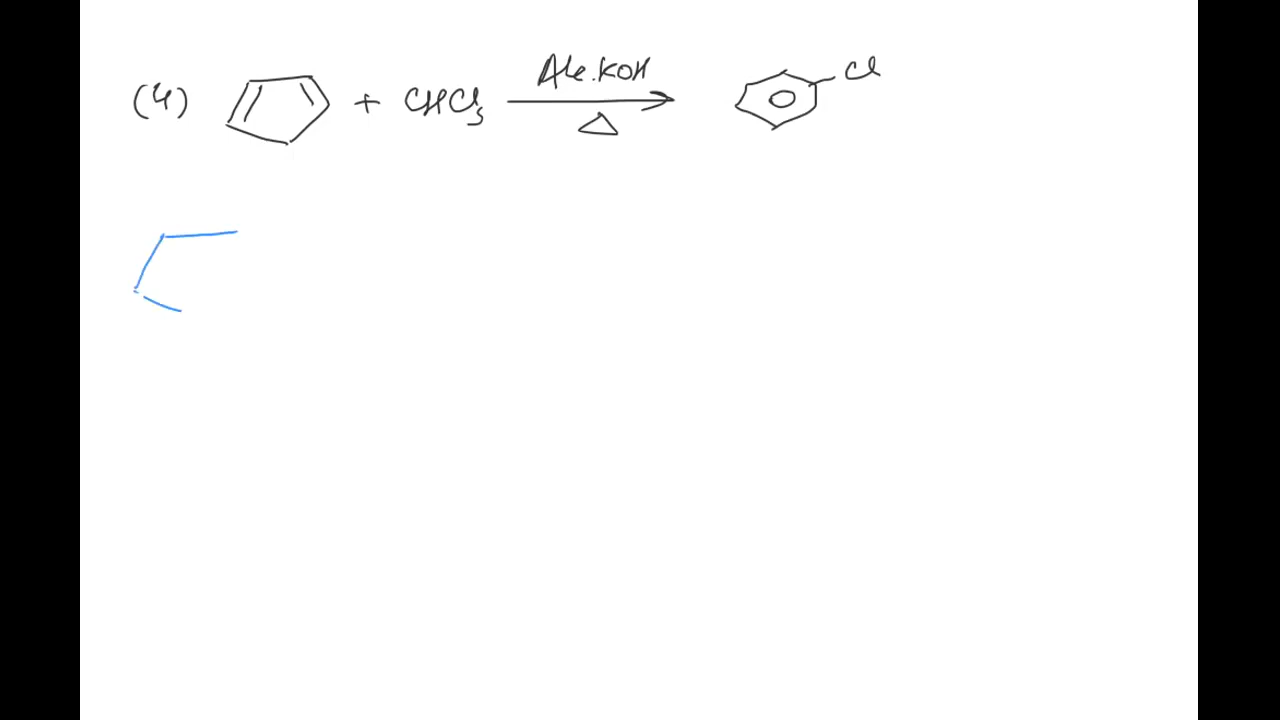 (4) + CHCl3 Alc. KOH Cl
Δ